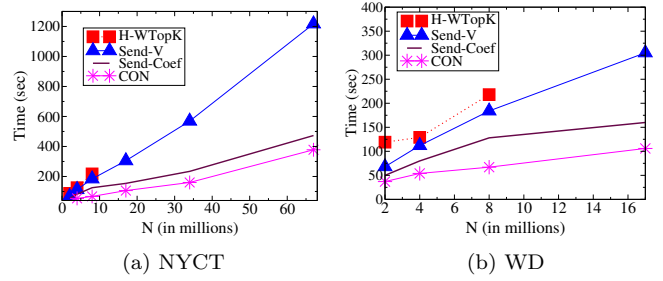 1200
1000
800
600
400
200
Time (sec)
H-WTopK
Send-V
Send-Coef
CON
0 10 20 30 40 50 60
N (in millions)
(a) NYCT
400
350
300
250
200
150
100
50
0
Time (sec)
H-WTopK
Send-V
Send-Coef
CON
2 4 6 8 10 12 14 16
N (in millions)
(b) WD